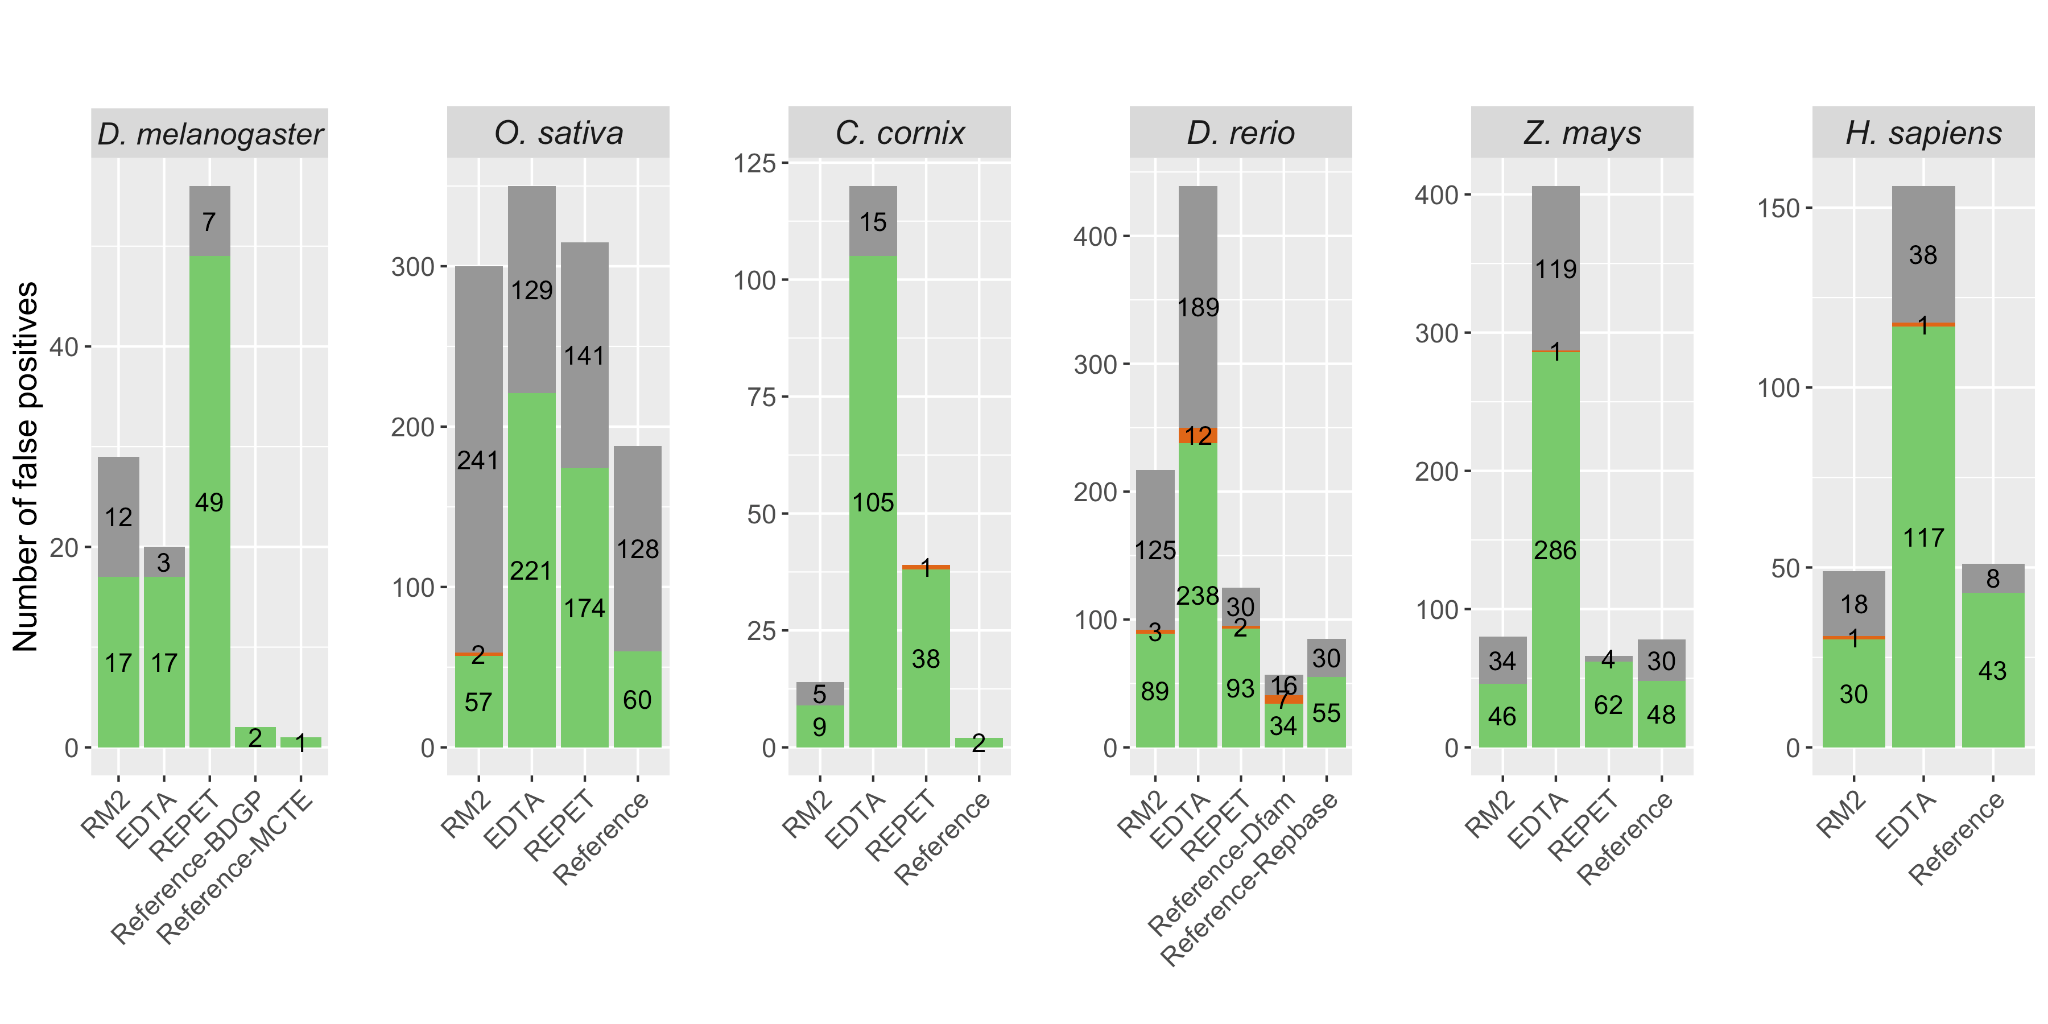 Number of false positives
D. melanogaster
40
20
0
7
49
12
17
3
17
2
1
RM2
EDTA
REPET
Reference-BDGP
Reference-MCTE
O. sativa
300
200
100
0
241
2
57
129
221
141
174
128
60
RM2
EDTA
REPET
Reference
C. cornix
125
100
75
50
25
0
5
9
15
105
1
38
2
RM2
EDTA
REPET
Reference
D. rerio
400
300
200
100
0
125
3
89
189
12
238
30
2
93
16
7
34
30
55
RM2
EDTA
REPET
Reference-Dfam
Reference-Repbase
Z. mays
400
300
200
100
0
34
46
119
1
286
4
62
30
48
RM2
EDTA
REPET
Reference
H. sapiens
150
100
50
0
18
1
30
38
1
117
8
43
RM2
EDTA
Reference